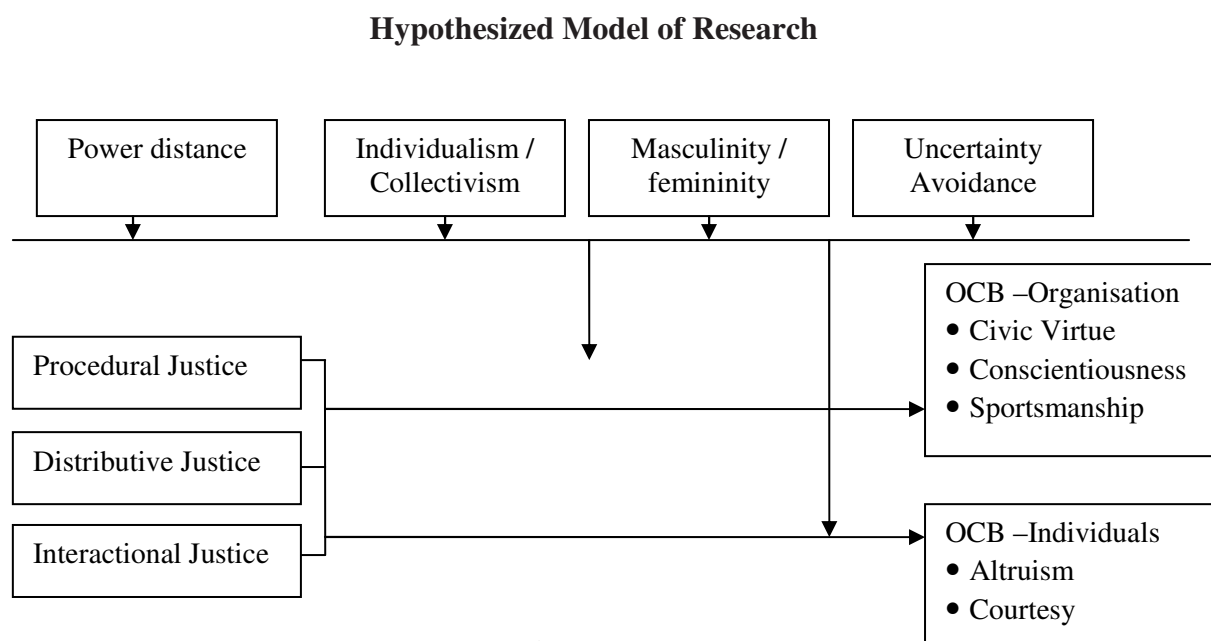 Hypothesized Model of Research
Power distance
Individualism /
Collectivism
Masculinity /
femininity
Uncertainty
Avoidance
Procedural Justice
Distributive Justice
Interactional Justice
OCB –Organisation
• Civic Virtue
• Conscientiousness
• Sportsmanship
OCB –Individuals
• Altruism
• Courtesy